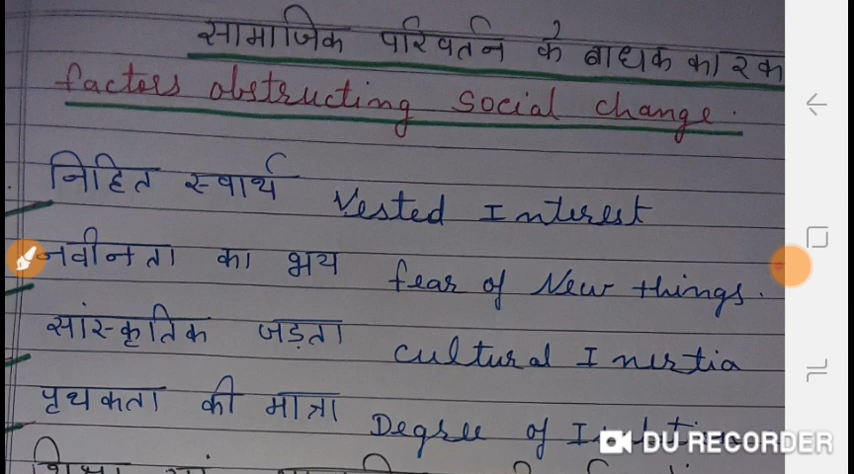 सामाजिक परिवर्तन के बाधक कारक
factors obstructing social change.
निहित स्वार्थ Vested Interest
नवीनता का भय fear of New things.
सांस्कृतिक जड़ता cultural Inertia
पृथकता की मात्रा Degree of
DU RECORDER